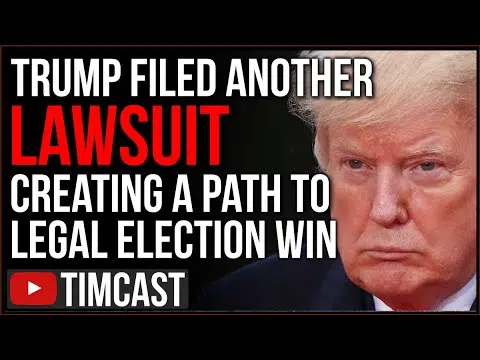 TRUMP FILED ANOTHER
LAWSUIT
CREATING A PATH TO
LEGAL ELECTION WIN
TIMCAST